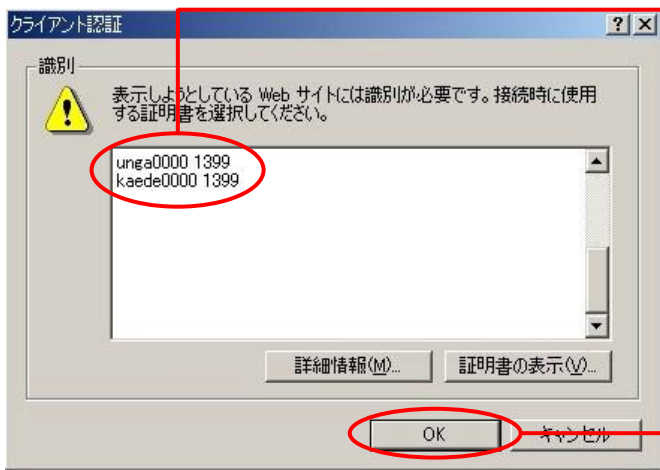 クライアント認証
識別
表示しようとしている Web サイトには識別が必要です。接続時に使用
する証明書を選択してください。
unga0000 1399
kaede0000 1399
詳細情報(M)...
証明書の表示(V)...
OK
キャンセル